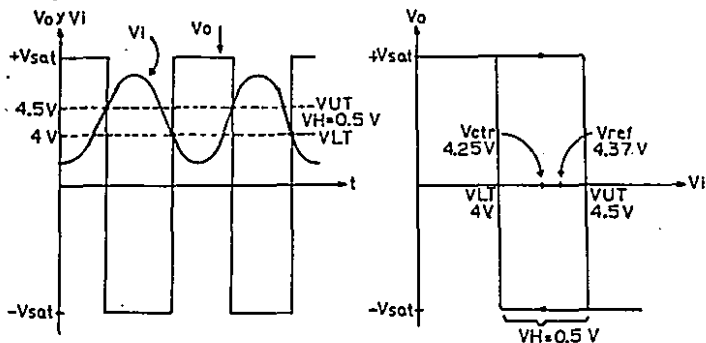 Vo y Vi
Vi
Vo
+Vsat
4.5V
VUT
VH=0.5 V
4V
VLT
t
-Vsat
Vo
+Vsat
Vctr
4.25V
Vref
4.37 V
Vi
VLT
4V
VUT
4.5V
-Vsat
VH=0.5 V